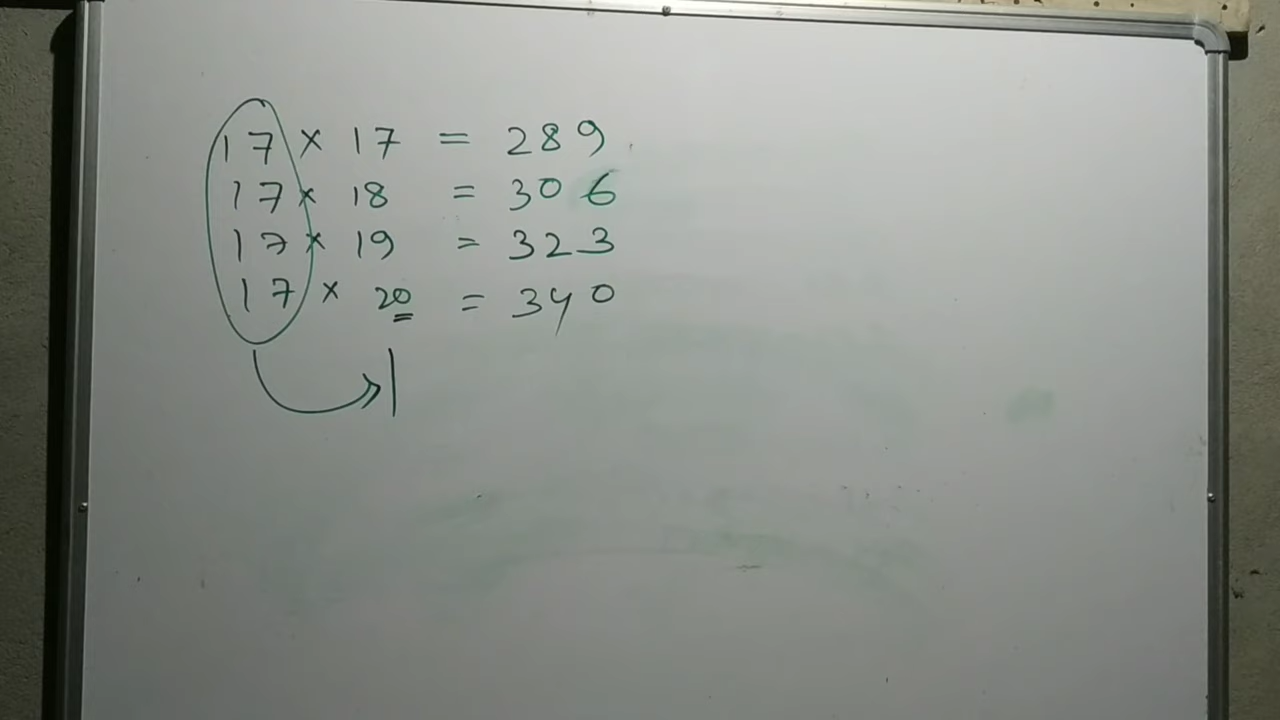 17 × 17 = 289
17 × 18 = 306
17 × 19 = 323
17 × 20 = 340